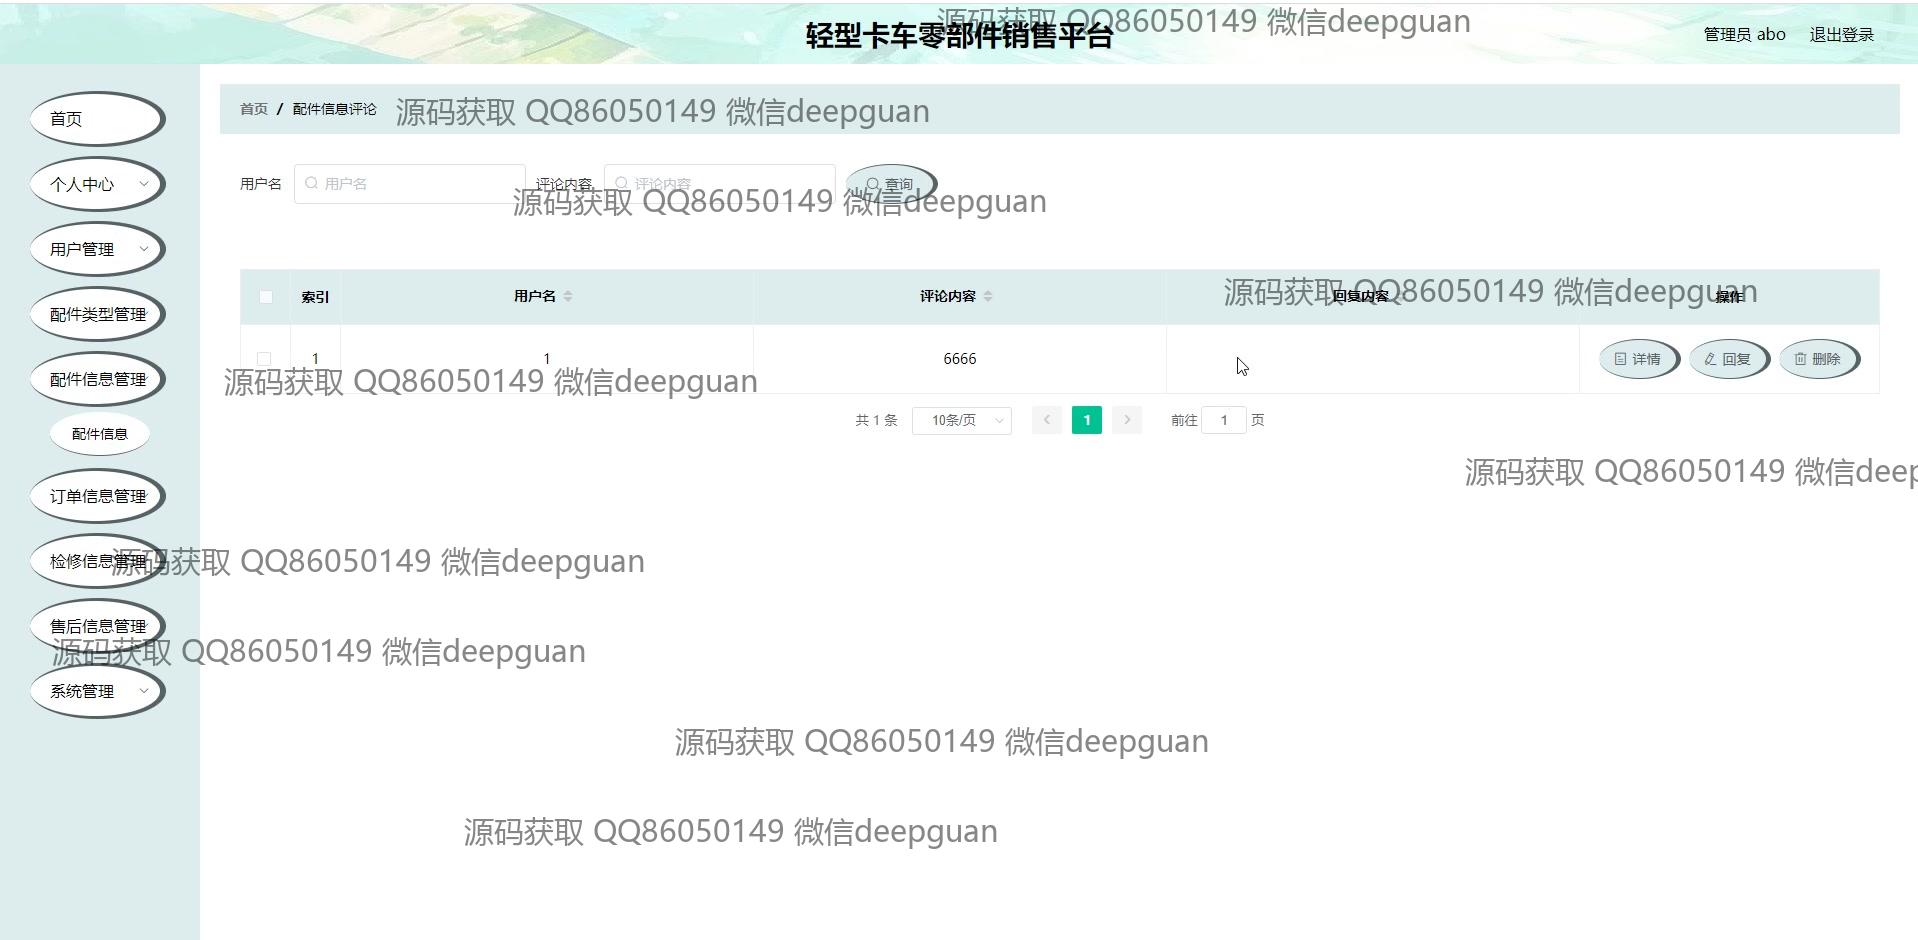 源码获取 QQ86050149 微信deepguan
轻型卡车零部件销售平台
管理员 abo 退出登录
首页
个人中心
用户管理
配件类型管理
配件信息管理
配件信息
订单信息管理
检修信息管理
售后信息管理
系统管理
首页 / 配件信息评论
源码获取 QQ86050149 微信deepguan
用户名 用户名 评论内容 评论内容 查询
源码获取 QQ86050149 微信deepguan
索引 用户名 评论内容 回复内容 操作
源码获取 QQ86050149 微信deepguan
1 1 6666 详情 回复 删除
源码获取 QQ86050149 微信deepguan
共 1 条 10条/页 1 前往 1 页
源码获取 QQ86050149 微信deep
源码获取 QQ86050149 微信deepguan
源码获取 QQ86050149 微信deepguan
源码获取 QQ86050149 微信deepguan
源码获取 QQ86050149 微信deepguan